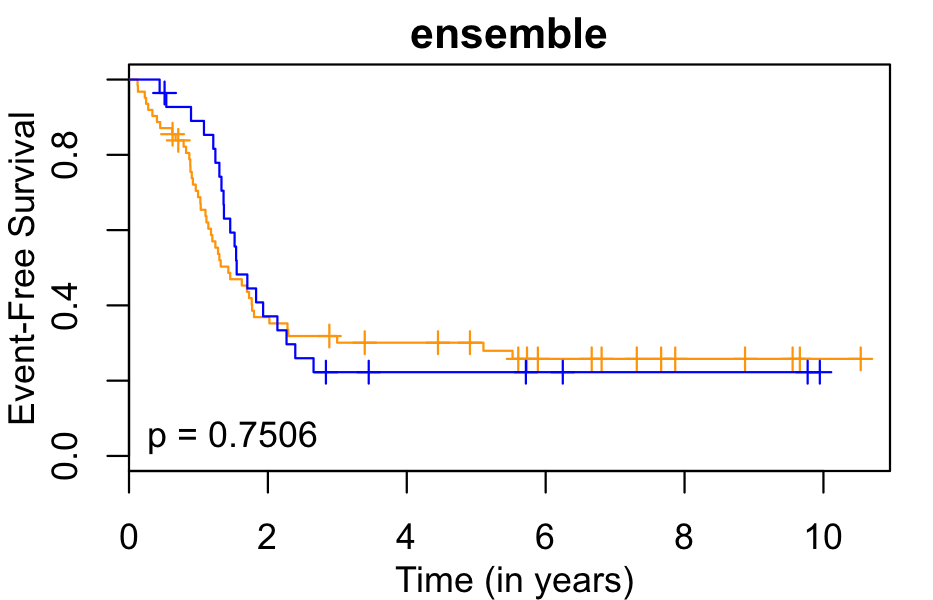 ensemble
Event-Free Survival
0.8
0.4
0.0
p = 0.7506
0 2 4 6 8 10
Time (in years)